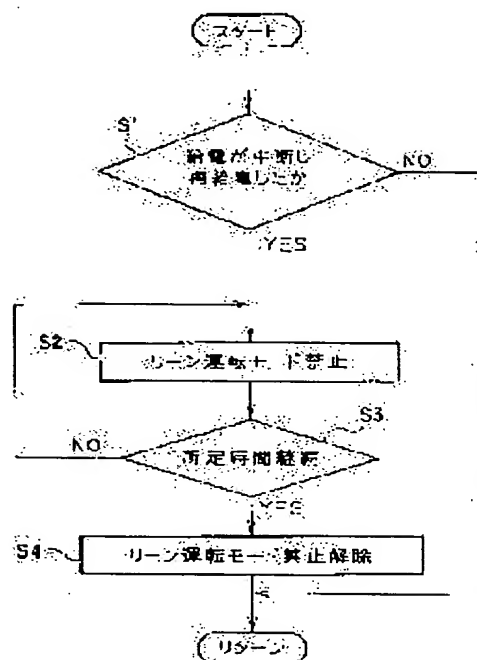 スタート
S1
給電が中断し
再給電したか
NO
YES
S2
リーン運転モード禁止
S3
NO
所定時間継続
YES
S4
リーン運転モード禁止解除
リターン